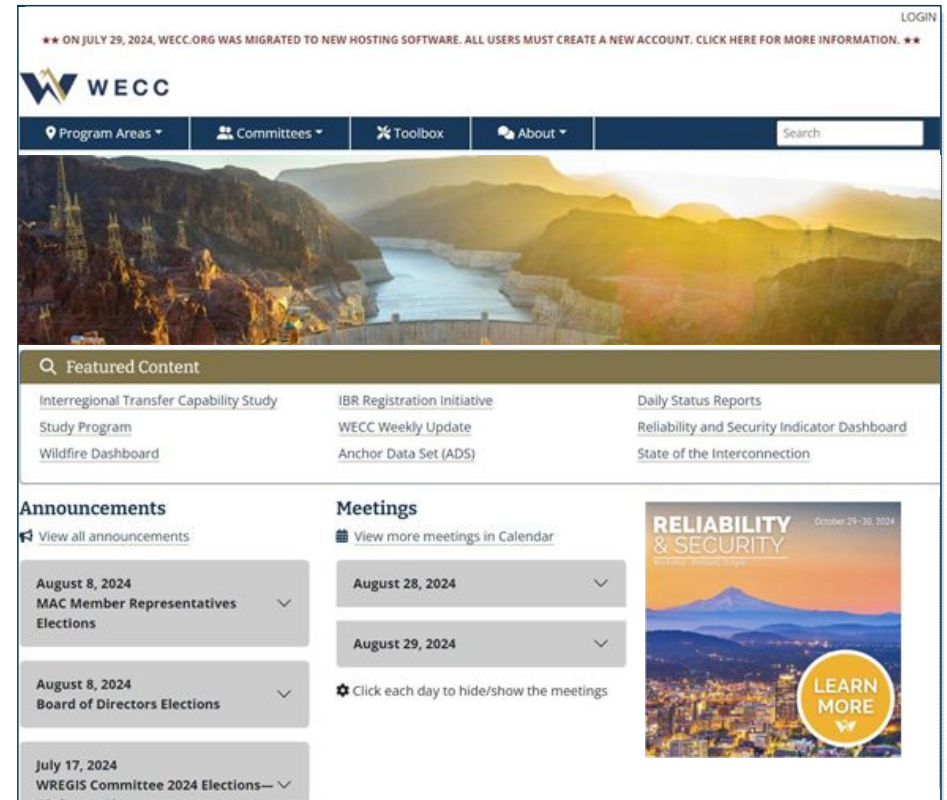 LOGIN
★★ ON JULY 29, 2024, WECC.ORG WAS MIGRATED TO NEW HOSTING SOFTWARE. ALL USERS MUST CREATE A NEW ACCOUNT. CLICK HERE FOR MORE INFORMATION. ★★
WECC
Program Areas
Committees
Toolbox
About
Search
Featured Content
Interregional Transfer Capability Study
IBR Registration Initiative
Daily Status Reports
Study Program
WECC Weekly Update
Reliability and Security Indicator Dashboard
Wildfire Dashboard
Anchor Data Set (ADS)
State of the Interconnection
Announcements
View all announcements
August 8, 2024
MAC Member Representatives
Elections
August 8, 2024
Board of Directors Elections
July 17, 2024
WREGIS Committee 2024 Elections—
Meetings
View more meetings in Calendar
August 28, 2024
August 29, 2024
Click each day to hide/show the meetings
RELIABILITY
& SECURITY
October 29-30, 2024
Workshop - Portland, Oregon
LEARN
MORE